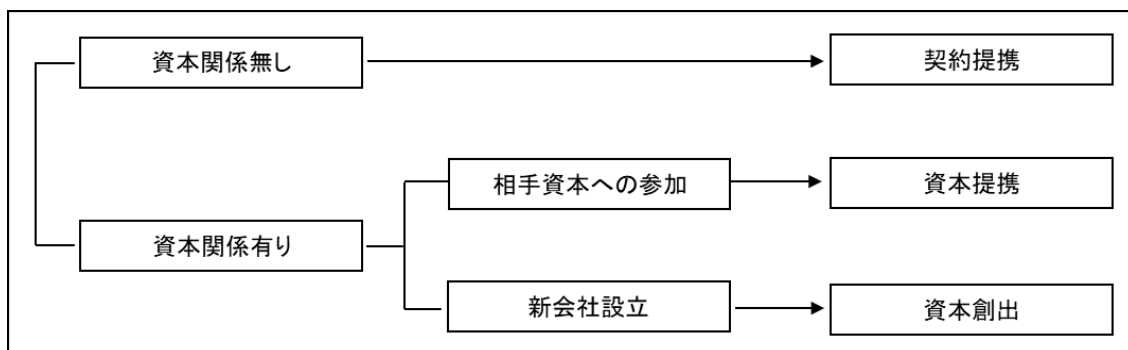 資本関係無し
契約提携
相手資本への参加
資本提携
資本関係有り
新会社設立
資本創出